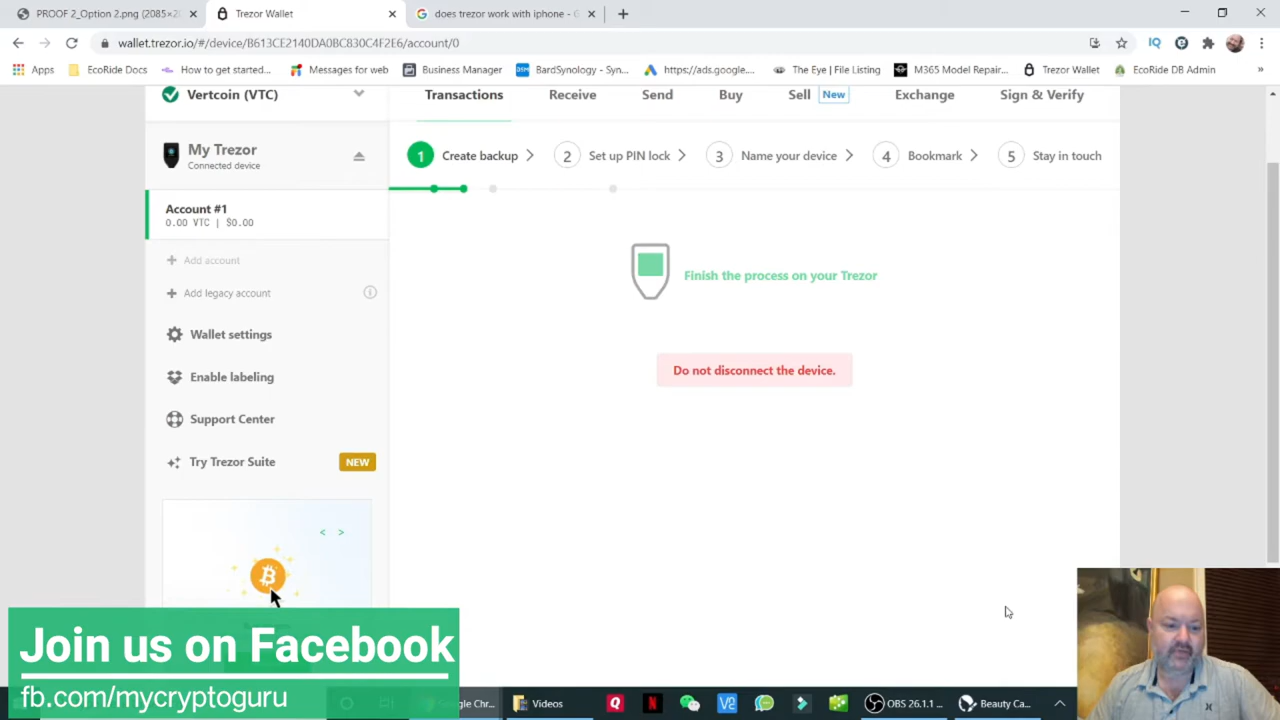 PROOF 2_Option 2.png (2085×2
Trezor Wallet
does trezor work with iphone - G
wallet.trezor.io/#/device/B613CE2140DA0BC830C4F2E6/account/0
Apps
EcoRide Docs
How to get started...
Messages for web
Business Manager
DSM
BardSynology - Syn...
https://ads.google....
The Eye | File Listing
M365 Model Repair...
Trezor Wallet
EcoRide DB Admin
»
Vertcoin (VTC)
Transactions
Receive
Send
Buy
Sell
New
Exchange
Sign & Verify
My Trezor
Connected device
1 Create backup
2 Set up PIN lock
3 Name your device
4 Bookmark
5 Stay in touch
Account #1
0.00 VTC | $0.00
+ Add account
+ Add legacy account
Finish the process on your Trezor
Wallet settings
Do not disconnect the device.
Enable labeling
Support Center
Try Trezor Suite
NEW
< >
Join us on Facebook
fb.com/mycryptoguru
Google Chr...
Videos
OBS 26.1.1 ...
Beauty Ca...